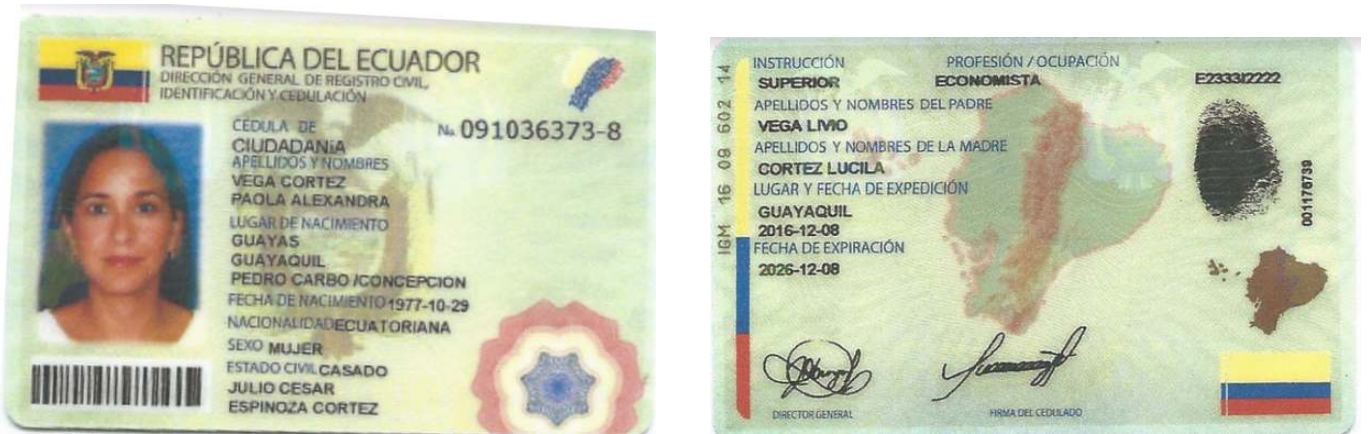 REPÚBLICA DEL ECUADOR
DIRECCIÓN GENERAL DE REGISTRO CIVIL,
IDENTIFICACIÓN Y CEDULACIÓN
CÉDULA DE
CIUDADANÍA
No. 091036373-8
APELLIDOS Y NOMBRES
VEGA CORTEZ
PAOLA ALEXANDRA
LUGAR DE NACIMIENTO
GUAYAS
GUAYAQUIL
PEDRO CARBO /CONCEPCION
FECHA DE NACIMIENTO 1977-10-29
NACIONALIDAD ECUATORIANA
SEXO MUJER
ESTADO CIVIL CASADO
JULIO CESAR
ESPINOZA CORTEZ
INSTRUCCIÓN PROFESIÓN / OCUPACIÓN
SUPERIOR ECONOMISTA E2333I2222
APELLIDOS Y NOMBRES DEL PADRE
VEGA LIVIO
APELLIDOS Y NOMBRES DE LA MADRE
CORTEZ LUCILA
LUGAR Y FECHA DE EXPEDICIÓN
GUAYAQUIL
2016-12-08
FECHA DE EXPIRACIÓN
2026-12-08
IGM 16 09 602 14
001176739
DIRECTOR GENERAL FIRMA DEL CEDULADO